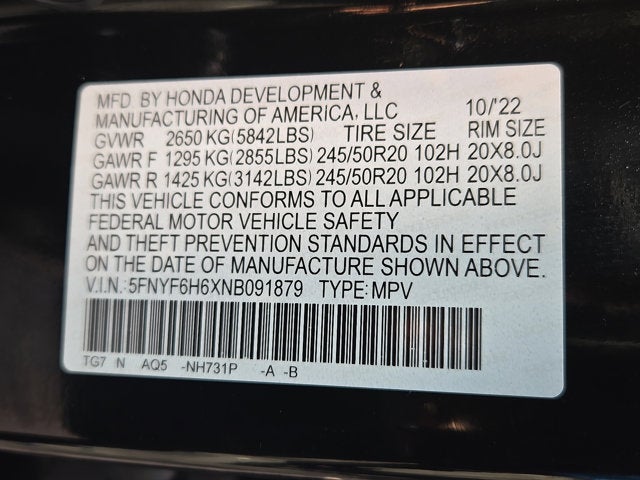 MFD. BY HONDA DEVELOPMENT &
MANUFACTURING OF AMERICA, LLC 10/'22
GVWR 2650 KG(5842LBS) TIRE SIZE RIM SIZE
GAWR F 1295 KG(2855LBS) 245/50R20 102H 20X8.0J
GAWR R 1425 KG(3142LBS) 245/50R20 102H 20X8.0J
THIS VEHICLE CONFORMS TO ALL APPLICABLE
FEDERAL MOTOR VEHICLE SAFETY
AND THEFT PREVENTION STANDARDS IN EFFECT
ON THE DATE OF MANUFACTURE SHOWN ABOVE.
V.I.N.: 5FNYF6H6XNB091879 TYPE: MPV
TG7 N AQ5 -NH731P -A -B